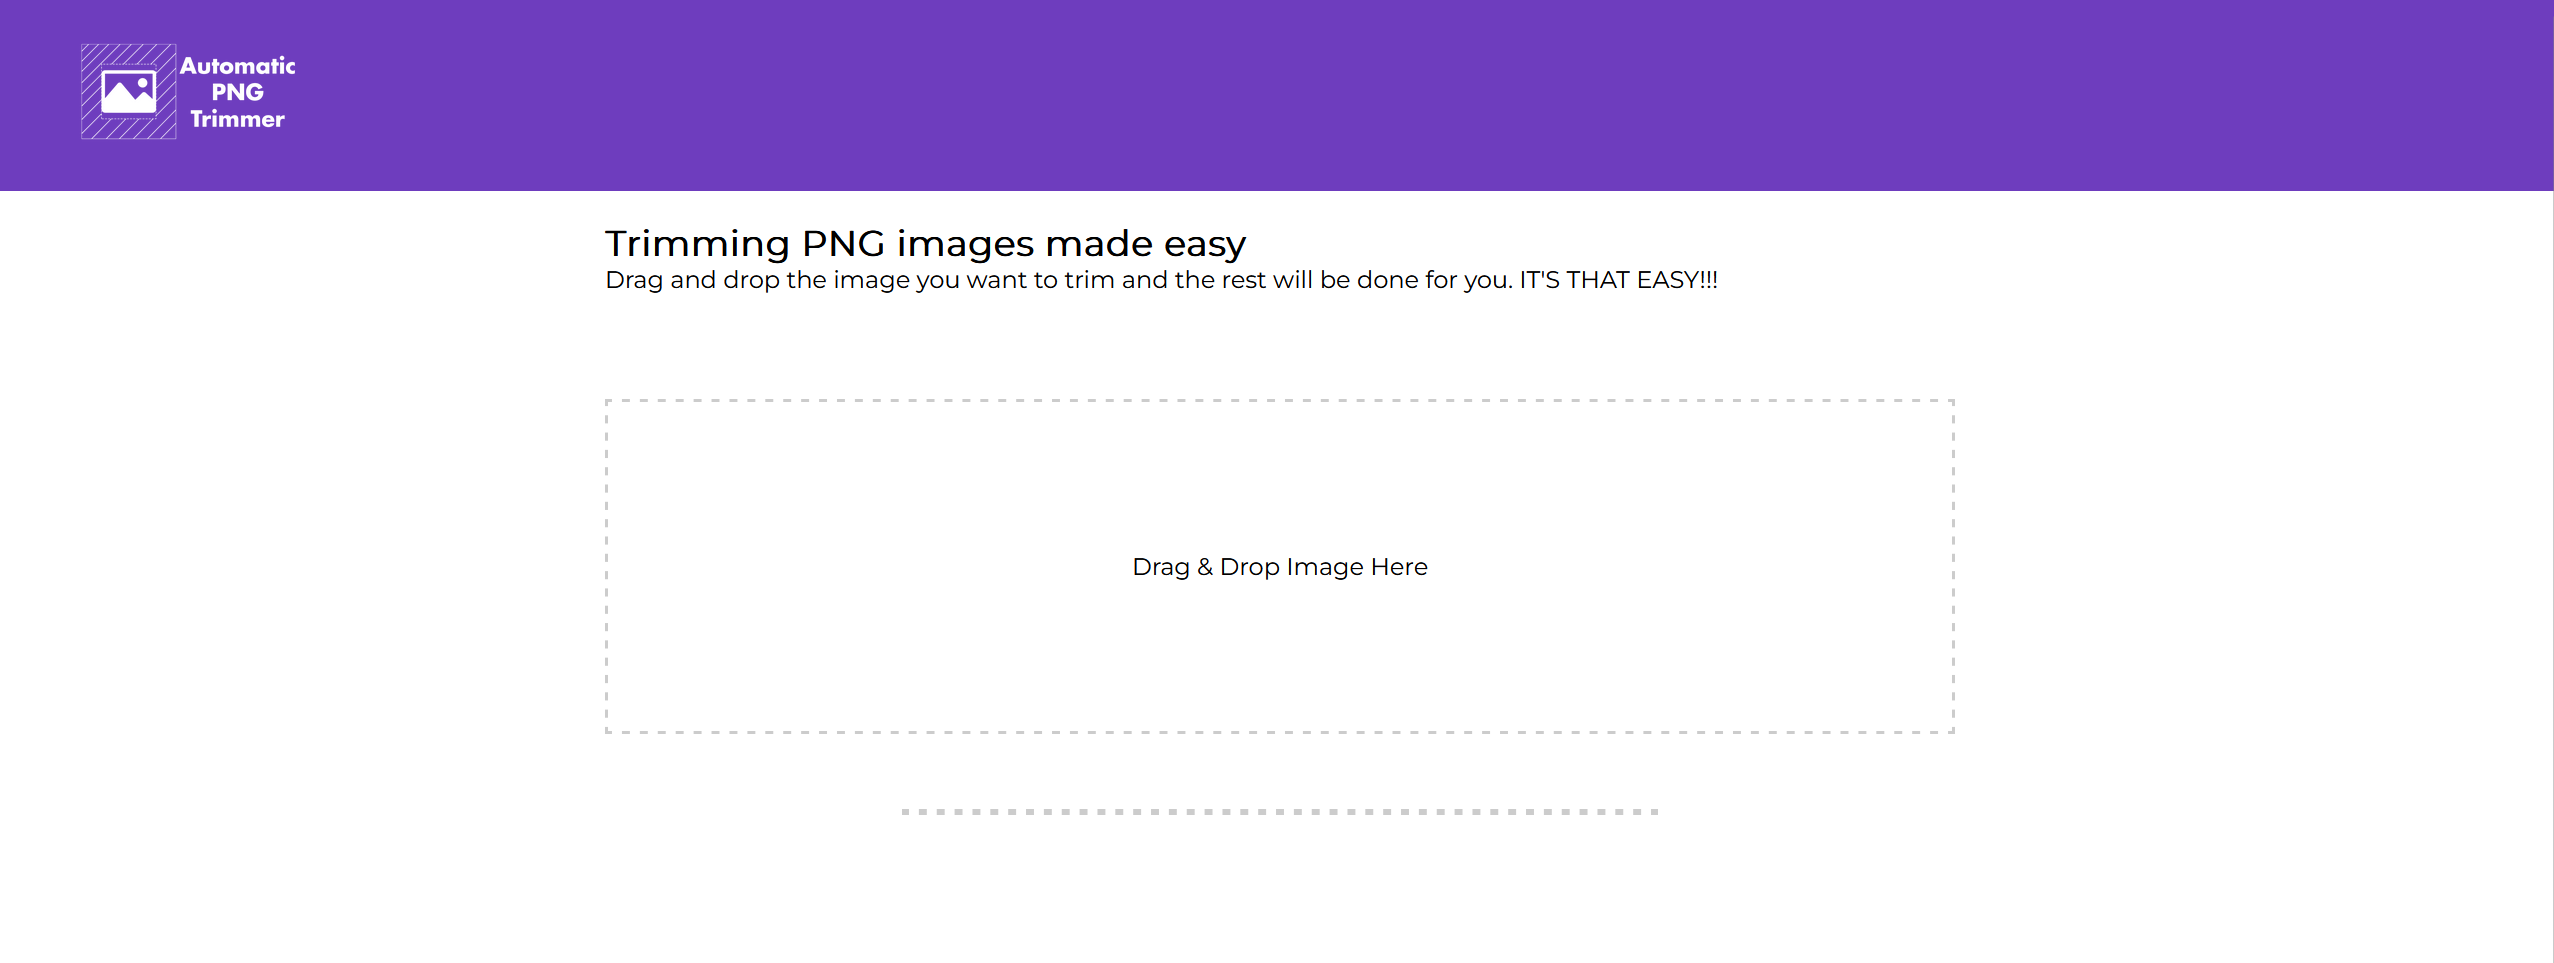 Automatic
PNG
Trimmer
Trimming PNG images made easy
Drag and drop the image you want to trim and the rest will be done for you. IT'S THAT EASY!!!
Drag & Drop Image Here